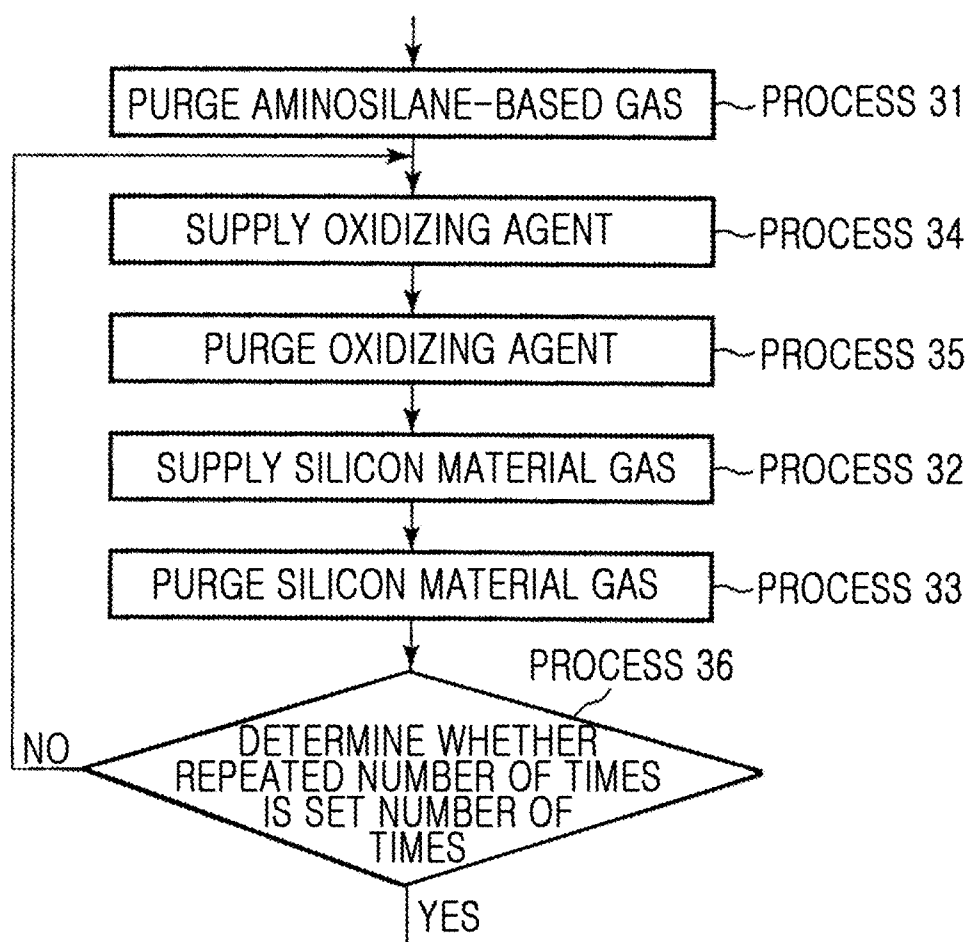 PURGE AMINOSILANE-BASED GAS
PROCESS 31
SUPPLY OXIDIZING AGENT
PROCESS 34
PURGE OXIDIZING AGENT
PROCESS 35
SUPPLY SILICON MATERIAL GAS
PROCESS 32
PURGE SILICON MATERIAL GAS
PROCESS 33
PROCESS 36
NO
DETERMINE WHETHER
REPEATED NUMBER OF TIMES
IS SET NUMBER OF
TIMES
YES